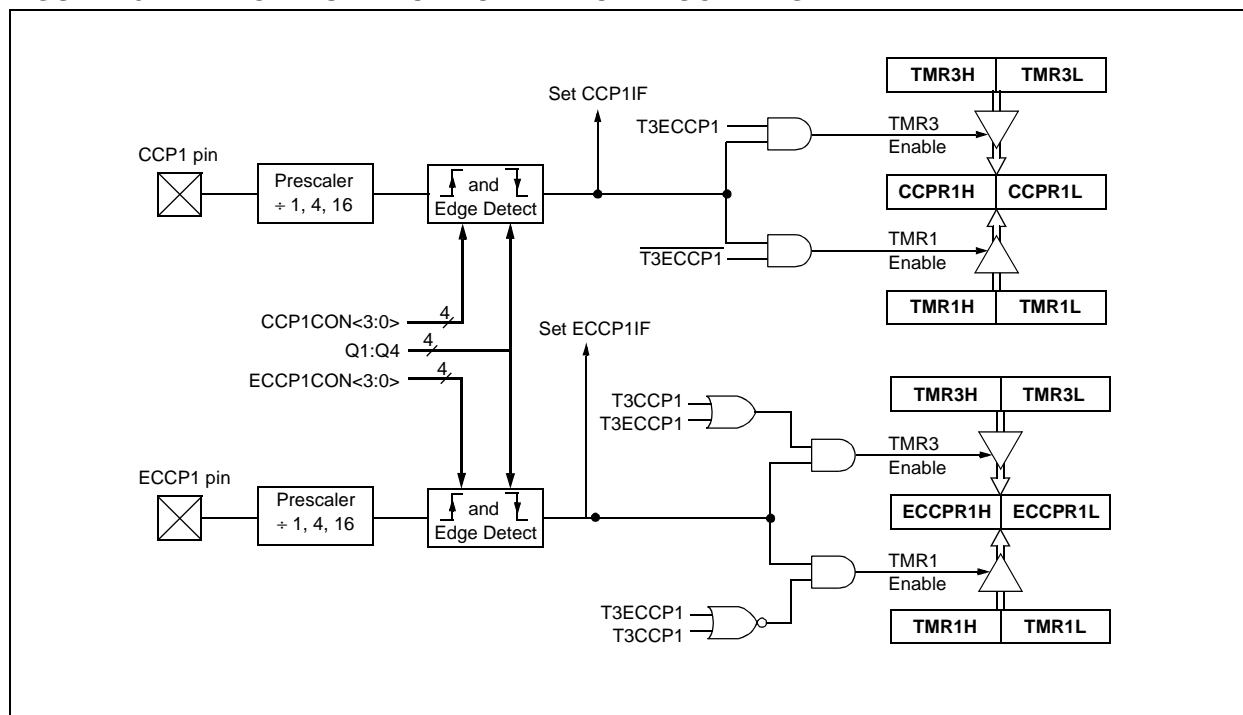 TMR3H TMR3L
Set CCP1IF
T3ECCP1
TMR3
Enable
CCP1 pin
Prescaler
÷ 1, 4, 16
and
Edge Detect
CCPR1H CCPR1L
T3ECCP1
TMR1
Enable
TMR1H TMR1L
CCP1CON<3:0> 4
Q1:Q4 4
ECCP1CON<3:0> 4
Set ECCP1IF
TMR3H TMR3L
T3CCP1
T3ECCP1
TMR3
Enable
ECCP1 pin
Prescaler
÷ 1, 4, 16
and
Edge Detect
ECCPR1H ECCPR1L
TMR1
Enable
T3ECCP1
T3CCP1
TMR1H TMR1L